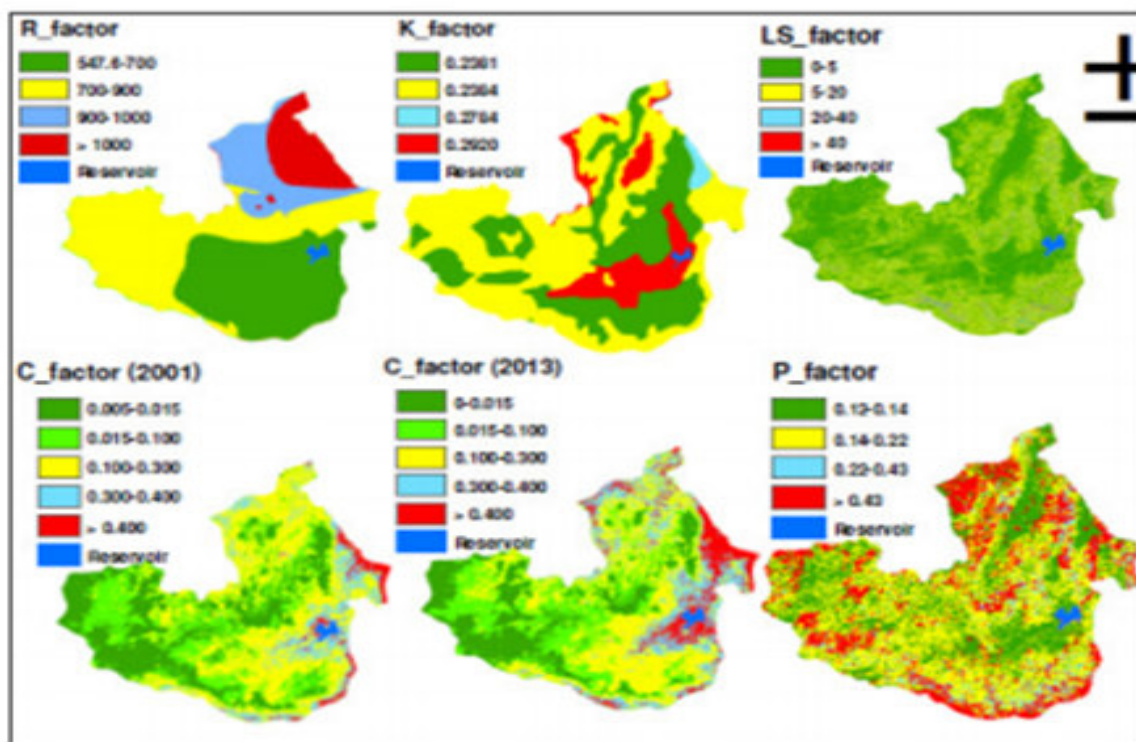 R_factor
547.6-700
700-900
900-1000
> 1000
Reservoir
K_factor
0.2381
0.2384
0.2784
0.2920
Reservoir
LS_factor
0-5
5-20
20-40
> 40
Reservoir
C_factor (2001)
0.005-0.015
0.015-0.100
0.100-0.300
0.300-0.400
> 0.400
Reservoir
C_factor (2013)
0-0.015
0.015-0.100
0.100-0.300
0.300-0.400
> 0.400
Reservoir
P_factor
0.12-0.14
0.14-0.22
0.22-0.43
> 0.43
Reservoir